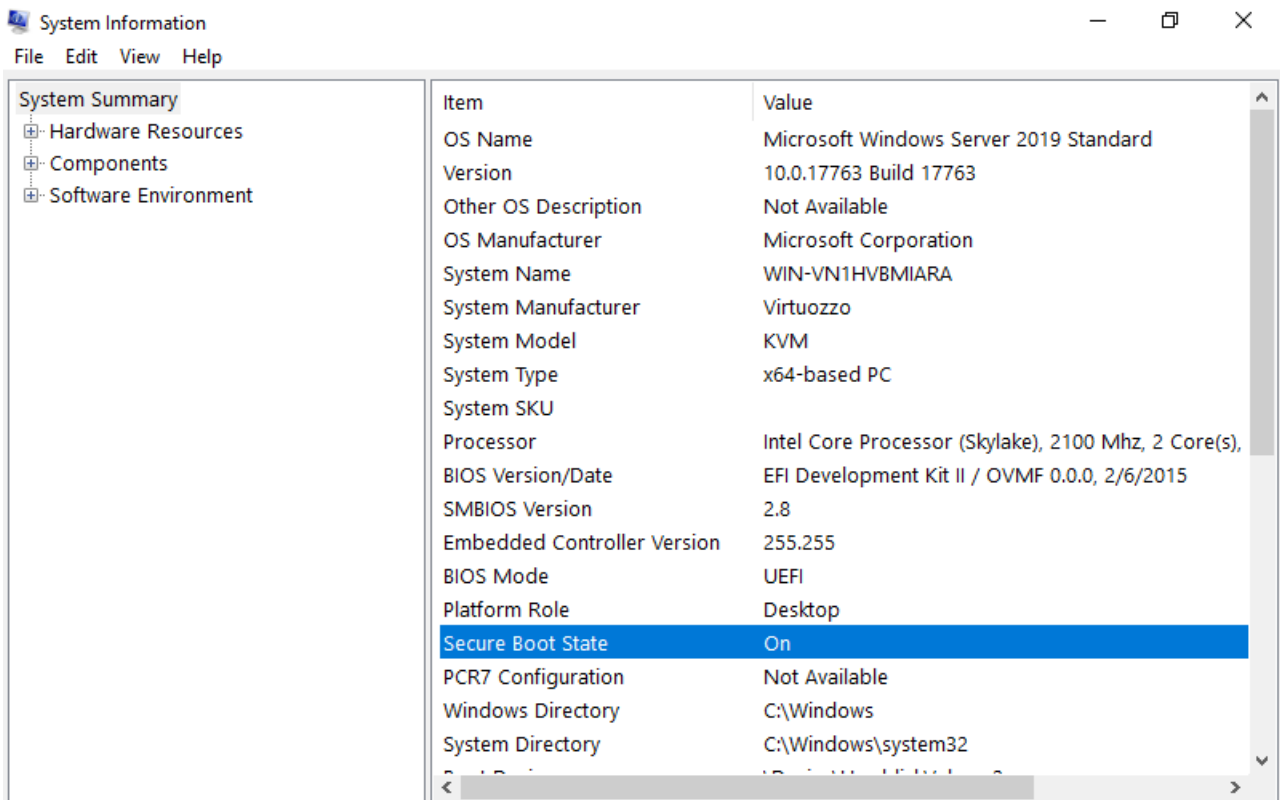 System Information
File Edit View Help
System Summary
Hardware Resources
Components
Software Environment
Item Value
OS Name Microsoft Windows Server 2019 Standard
Version 10.0.17763 Build 17763
Other OS Description Not Available
OS Manufacturer Microsoft Corporation
System Name WIN-VN1HVBMIARA
System Manufacturer Virtuozzo
System Model KVM
System Type x64-based PC
System SKU
Processor Intel Core Processor (Skylake), 2100 Mhz, 2 Core(s),
BIOS Version/Date EFI Development Kit II / OVMF 0.0.0, 2/6/2015
SMBIOS Version 2.8
Embedded Controller Version 255.255
BIOS Mode UEFI
Platform Role Desktop
Secure Boot State On
PCR7 Configuration Not Available
Windows Directory C:\Windows
System Directory C:\Windows\system32